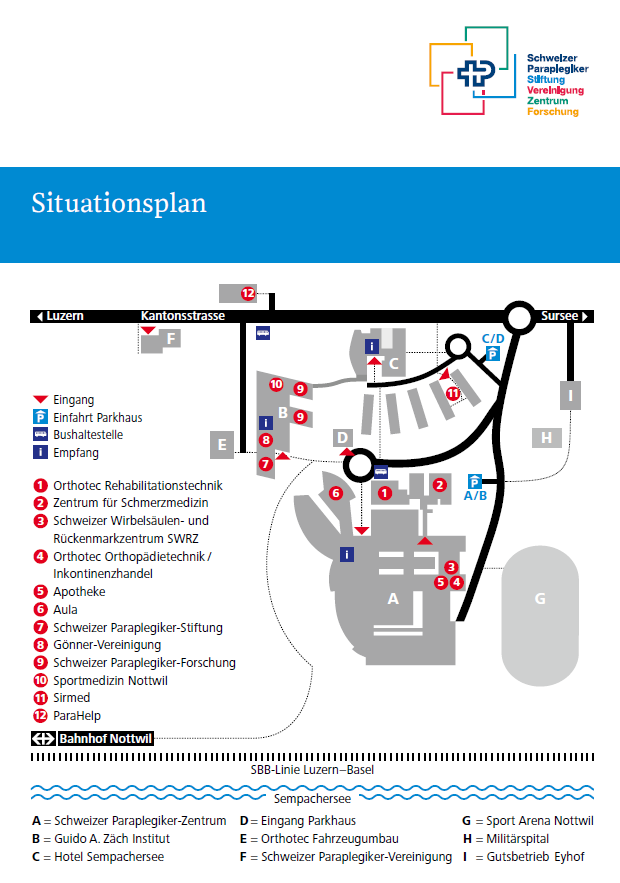 Schweizer
Paraplegiker
Stiftung
Vereinigung
Zentrum
Forschung
Situationsplan
12
Luzern
Kantonsstrasse
Sursee
F
C
C/D
P
i
10
9
11
I
B
9
i
8
7
E
D
H
P
A/B
6
1
2
i
3
5
4
A
G
Eingang
P Einfahrt Parkhaus
Bushaltestelle
i Empfang
1 Orthotec Rehabilitationstechnik
2 Zentrum für Schmerzmedizin
3 Schweizer Wirbelsäulen- und
Rückenmarkzentrum SWRZ
4 Orthotec Orthopädietechnik /
Inkontinenzhandel
5 Apotheke
6 Aula
7 Schweizer Paraplegiker-Stiftung
8 Gönner-Vereinigung
9 Schweizer Paraplegiker-Forschung
10 Sportmedizin Nottwil
11 Sirmed
12 ParaHelp
Bahnhof Nottwil
SBB-Linie Luzern–Basel
Sempachersee
A = Schweizer Paraplegiker-Zentrum
B = Guido A. Zäch Institut
C = Hotel Sempachersee
D = Eingang Parkhaus
E = Orthotec Fahrzeugumbau
F = Schweizer Paraplegiker-Vereinigung
G = Sport Arena Nottwil
H = Militärspital
I = Gutsbetrieb Eyhof